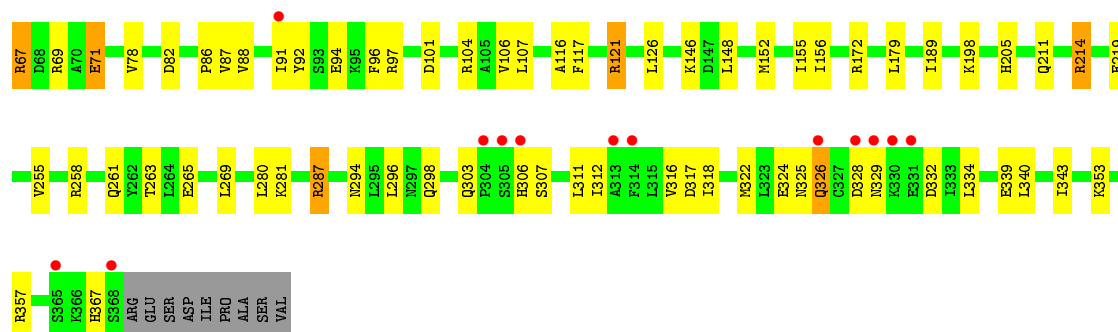 R67 D68 R69 A70 E71 V78 D82 P86 V87 V88 I91 Y92 S93 E94 K95 F96 R97 D101 R104 A105 V106 L107 A116 F117 R121 L126 K146 D147 L148 M152 I155 I156 R172 L179 I189 K198 H205 Q211 R214
V255 R258 Q261 Y262 T263 L264 E265 L269 L280 K281 R287 N294 L295 L296 N297 Q298 Q303 P304 S305 H306 S307 L311 I312 A313 F314 L315 V316 D317 I318 M322 L323 E324 N325 Q326 G327 D328 N329 K330 E331 D332 I333 L334 E339 L340 I343 K353
R357 S365 K366 H367 S368 ARG GLU SER ASP ILE PRO ALA SER VAL